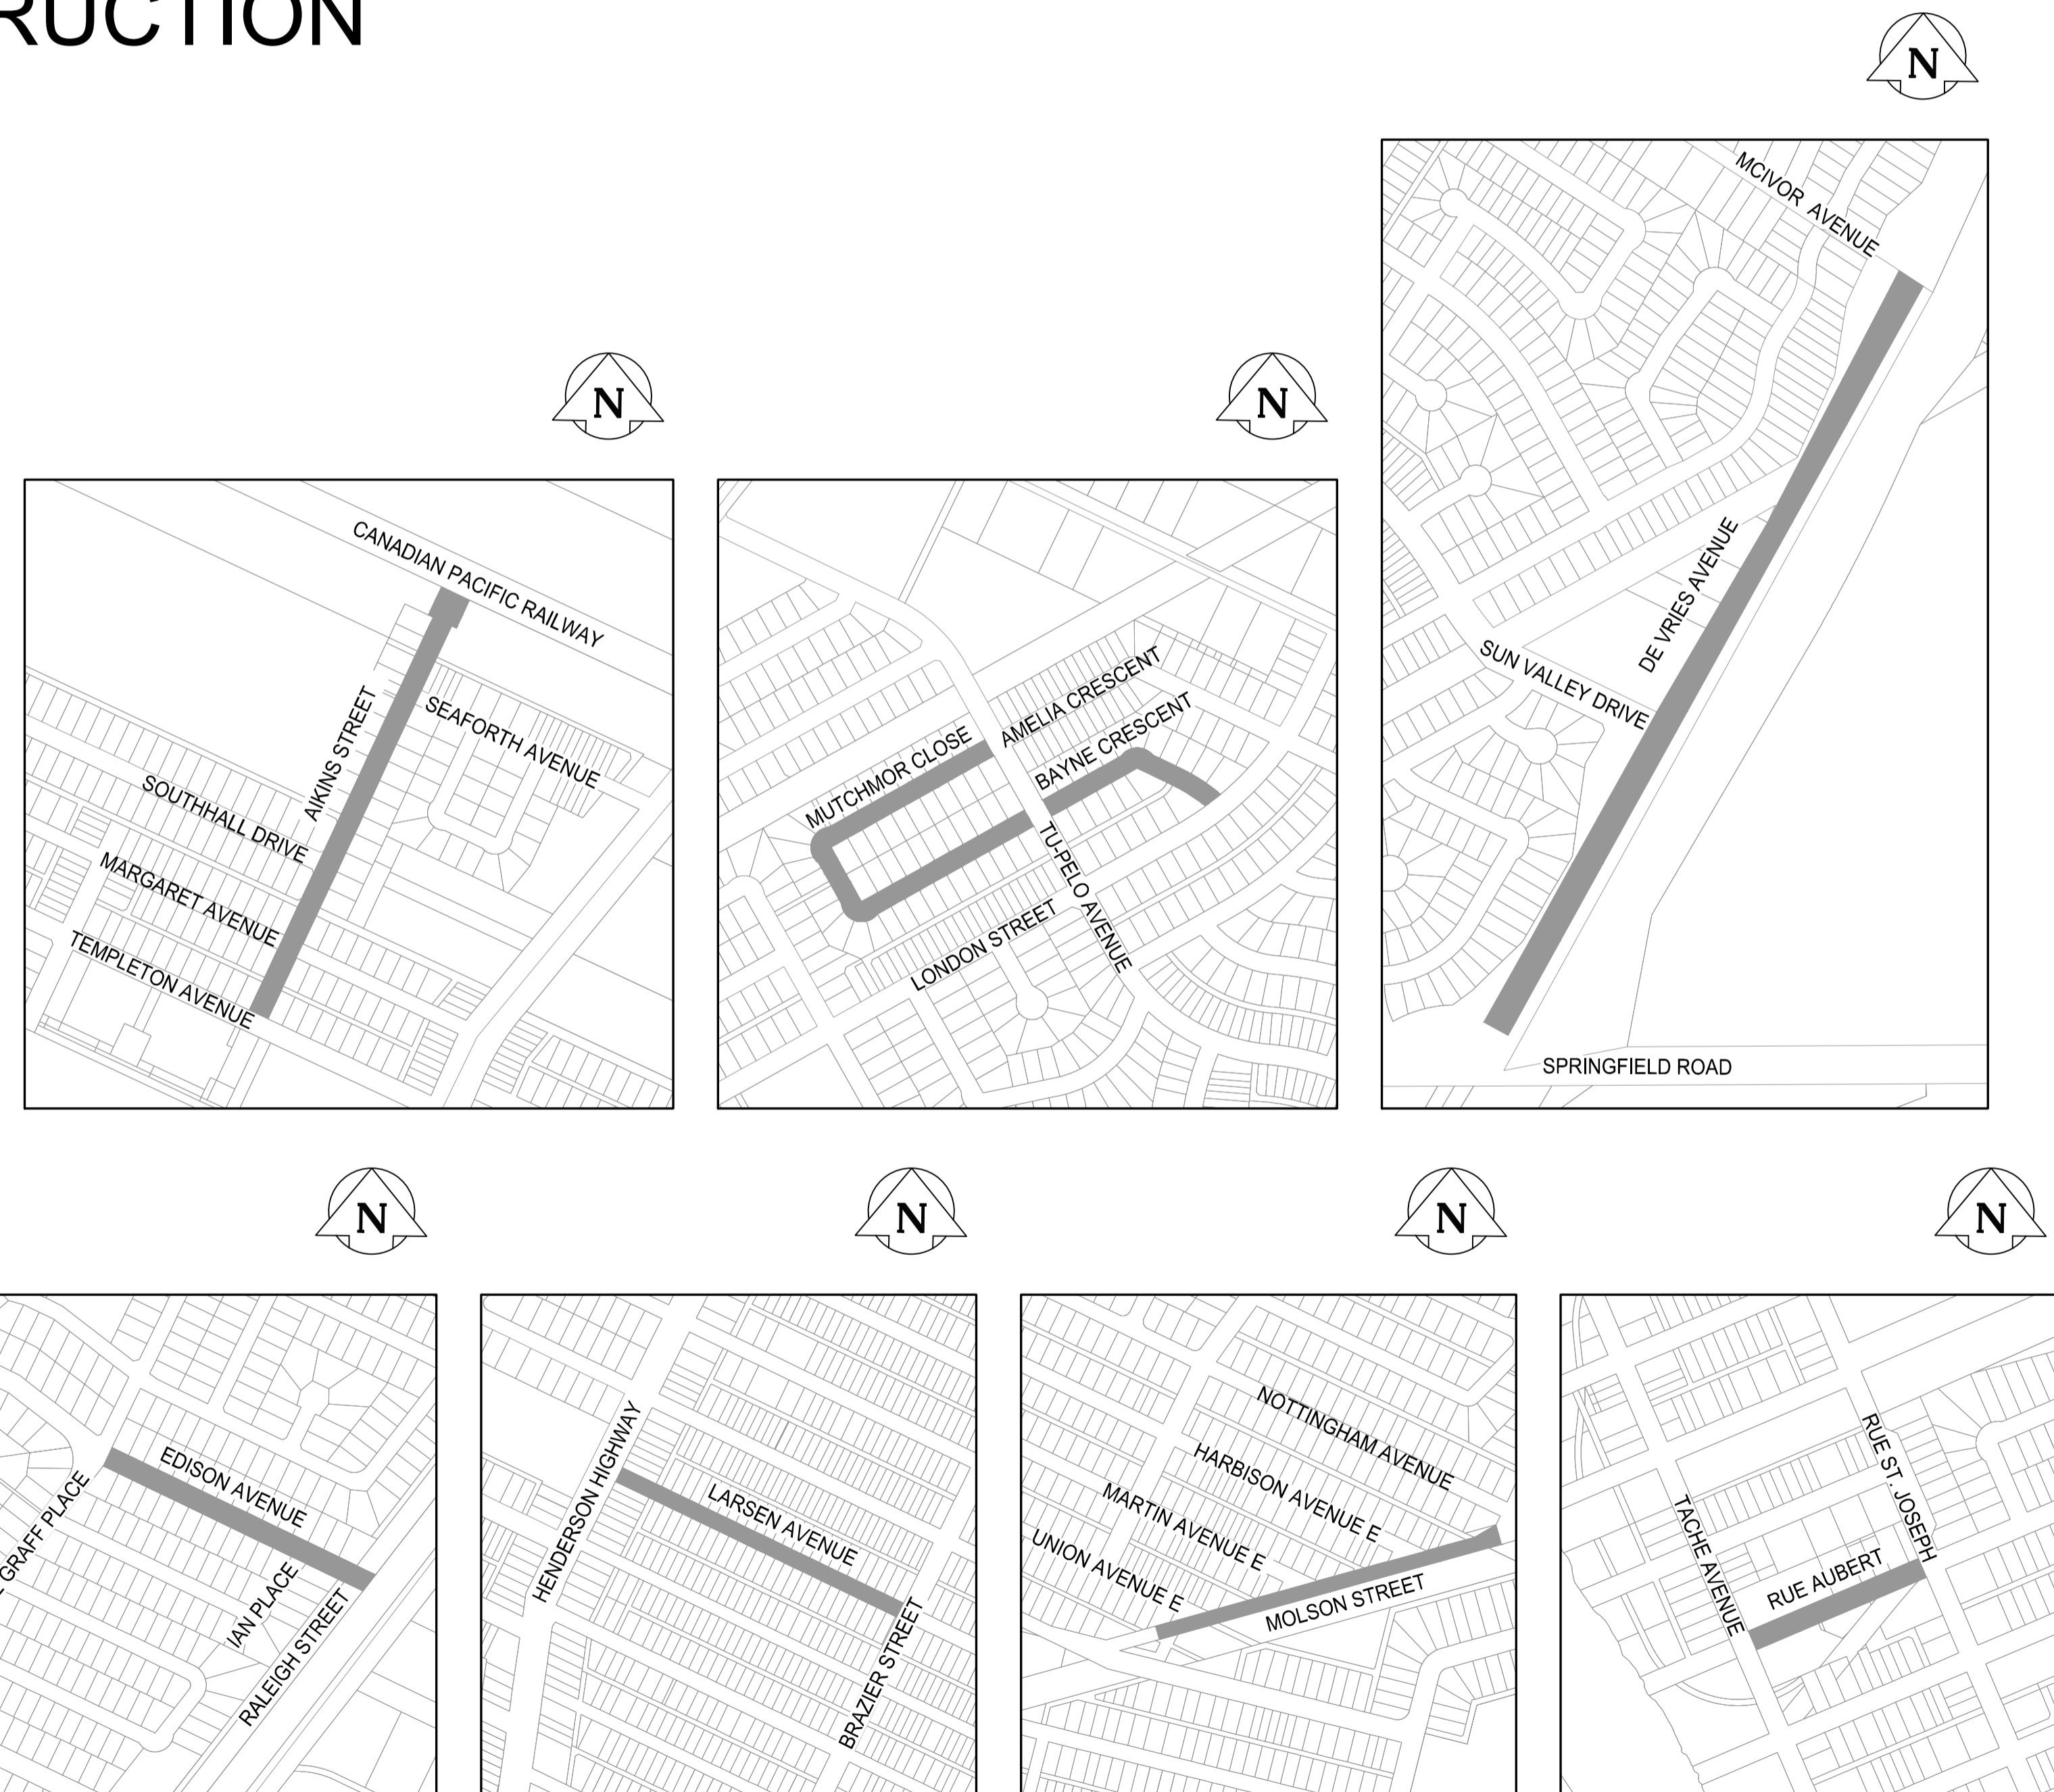 RUCTION
N
N
N
MCIVOR AVENUE
DE VRIES AVENUE
SUN VALLEY DRIVE
SPRINGFIELD ROAD
CANADIAN PACIFIC RAILWAY
AIKINS STREET
SEAFORTH AVENUE
SOUTHHALL DRIVE
MARGARET AVENUE
TEMPLETON AVENUE
AMELIA CRESCENT
BAYNE CRESCENT
MUTCHMOR CLOSE
TU-PELO AVENUE
LONDON STREET
N
N
N
N
EDISON AVENUE
GRAFF PLACE
IAN PLACE
RALEIGH STREET
HENDERSON HIGHWAY
LARSEN AVENUE
BRAZIER STREET
NOTTINGHAM AVENUE
HARBISON AVENUE E
MARTIN AVENUE E
UNION AVENUE E
MOLSON STREET
RUE ST. JOSEPH
TACHE AVENUE
RUE AUBERT